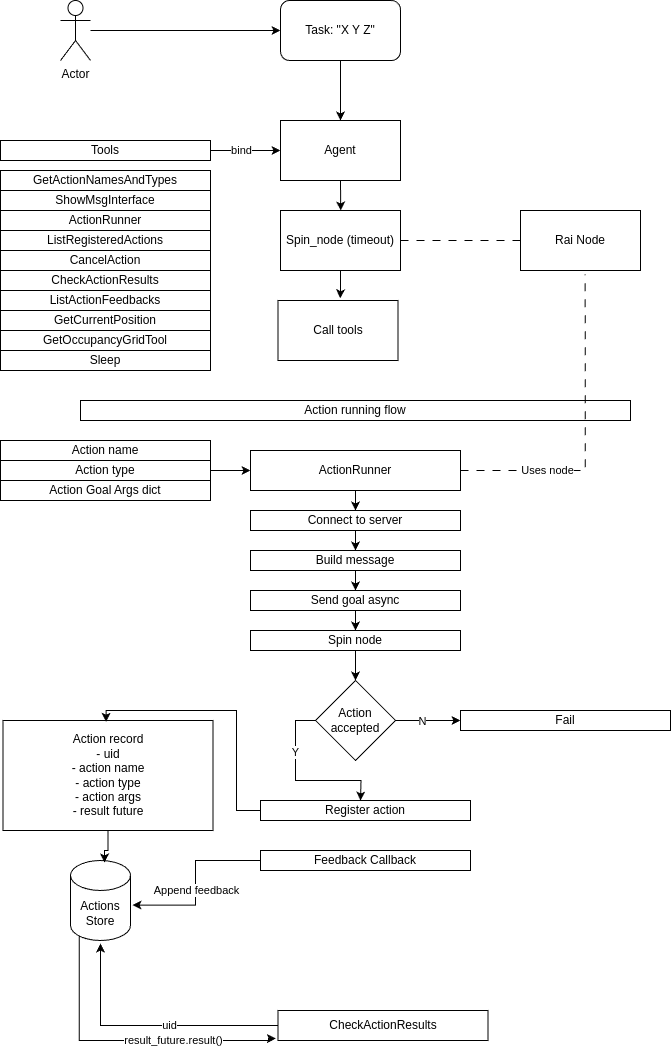 Actor
Task: "X Y Z"
Tools
bind
Agent
GetActionNamesAndTypes
ShowMsgInterface
ActionRunner
ListRegisteredActions
CancelAction
CheckActionResults
ListActionFeedbacks
GetCurrentPosition
GetOccupancyGridTool
Sleep
Spin_node (timeout)
Rai Node
Call tools
Action running flow
Action name
Action type
Action Goal Args dict
ActionRunner
Uses node
Connect to server
Build message
Send goal async
Spin node
Action
accepted
N
Fail
Y
Register action
Action record
- uid
- action name
- action type
- action args
- result future
Feedback Callback
Append feedback
Actions
Store
uid
result_future.result()
CheckActionResults